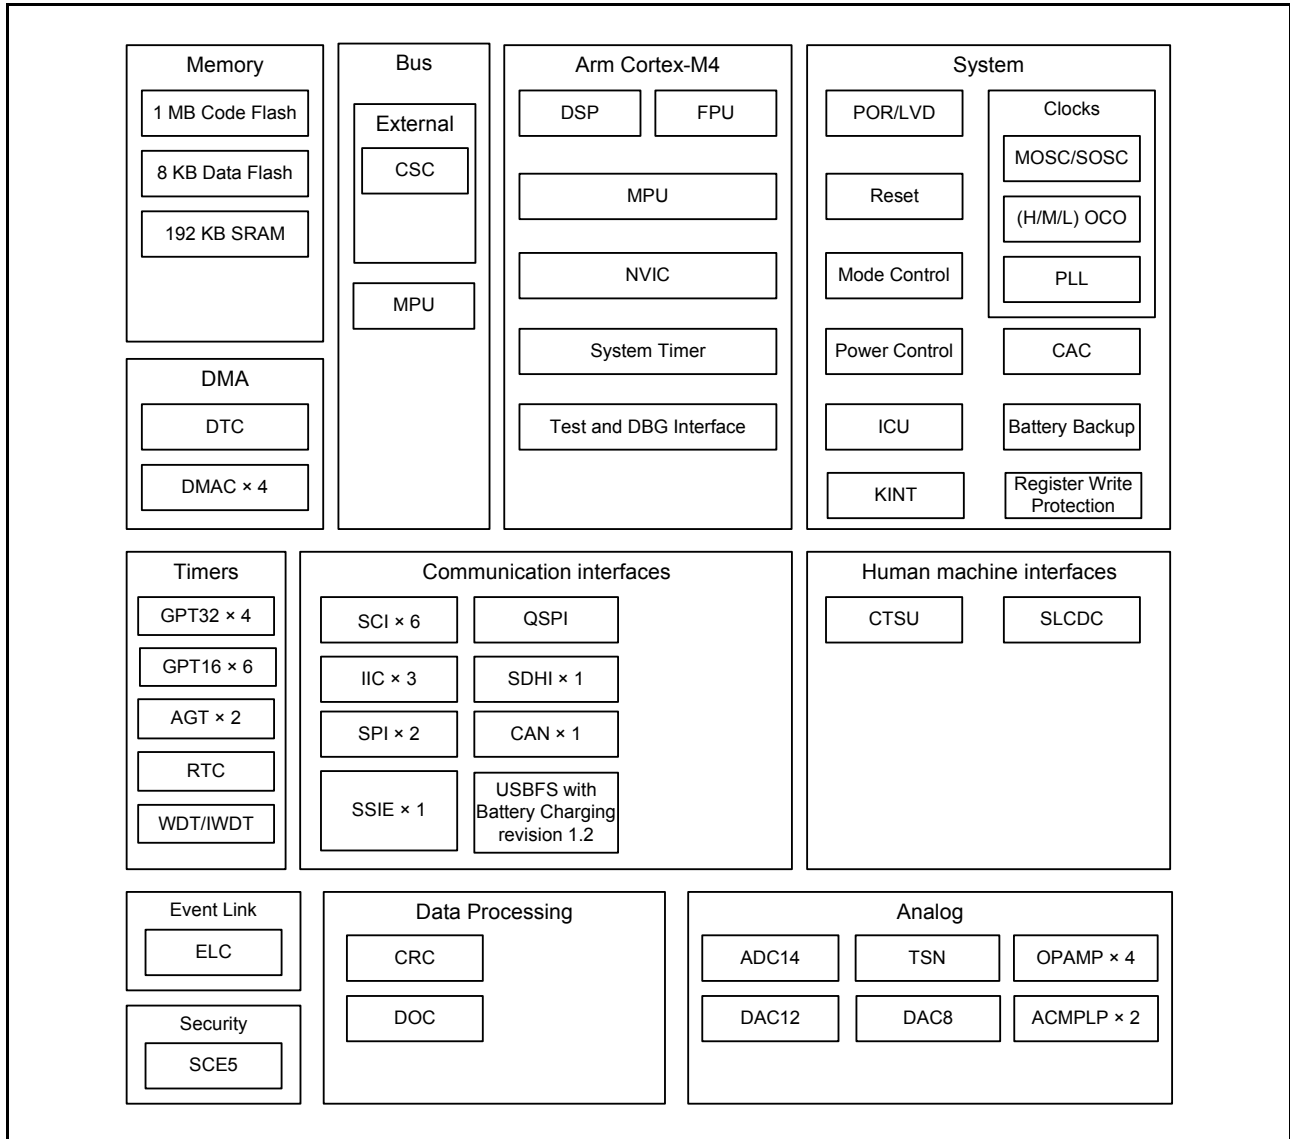 Memory
1 MB Code Flash
8 KB Data Flash
192 KB SRAM
DMA
DTC
DMAC × 4
Bus
External
CSC
MPU
Arm Cortex-M4
DSP
FPU
MPU
NVIC
System Timer
Test and DBG Interface
System
POR/LVD
Reset
Mode Control
Power Control
ICU
KINT
Clocks
MOSC/SOSC
(H/M/L) OCO
PLL
CAC
Battery Backup
Register Write
Protection
Timers
GPT32 × 4
GPT16 × 6
AGT × 2
RTC
WDT/IWDT
Communication interfaces
SCI × 6
IIC × 3
SPI × 2
SSIE × 1
QSPI
SDHI × 1
CAN × 1
USBFS with
Battery Charging
revision 1.2
Human machine interfaces
CTSU
SLCDC
Event Link
ELC
Security
SCE5
Data Processing
CRC
DOC
Analog
ADC14
TSN
OPAMP × 4
DAC12
DAC8
ACMPLP × 2